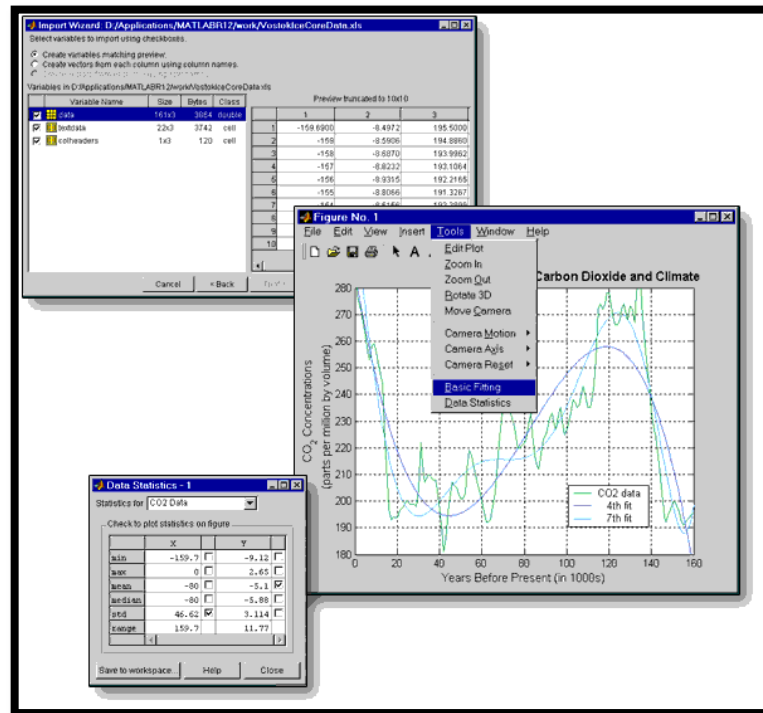 Import Wizard: D:/Applications/MATLABR12/work/VostokIceCoreData.xls
Select variables to import using checkboxes.
Create variables matching preview.
Create vectors from each column using column names.
Variables in D:/Applications/MATLABR12/work/VostokIceCoreData.xls
Variable Name Size Bytes Class
data 161x3 3864 double
textdata 22x3 3742 cell
colheaders 1x3 120 cell
Preview truncated to 10x10
1 2 3
1 -159.6900 -8.4972 195.5000
2 -159 -8.5906 194.8860
3 -158 -8.6870 193.9962
4 -157 -8.8232 193.1064
5 -156 -8.9315 192.2165
6 -155 -8.8066 191.3267
7
8
9
10
Cancel < Back
Figure No. 1
File Edit View Insert Tools Window Help
A
Edit Plot
Zoom In
Zoom Out
Rotate 3D
Move Camera
Camera Motion
Camera Axis
Camera Reset
Basic Fitting
Data Statistics
Carbon Dioxide and Climate
280
270
260
230
220
210
200
190
180
CO2 Concentrations
(parts per million by volume)
CO2 data
4th fit
7th fit
0 20 40 60 80 100 120 140 160
Years Before Present (in 1000s)
Data Statistics - 1
Statistics for CO2 Data
Check to plot statistics on figure
X Y
min -159.7 -9.12
max 0 2.65
mean -80 -5.1
median -80 -5.88
std 46.62 3.114
range 159.7 11.77
Save to workspace... Help Close